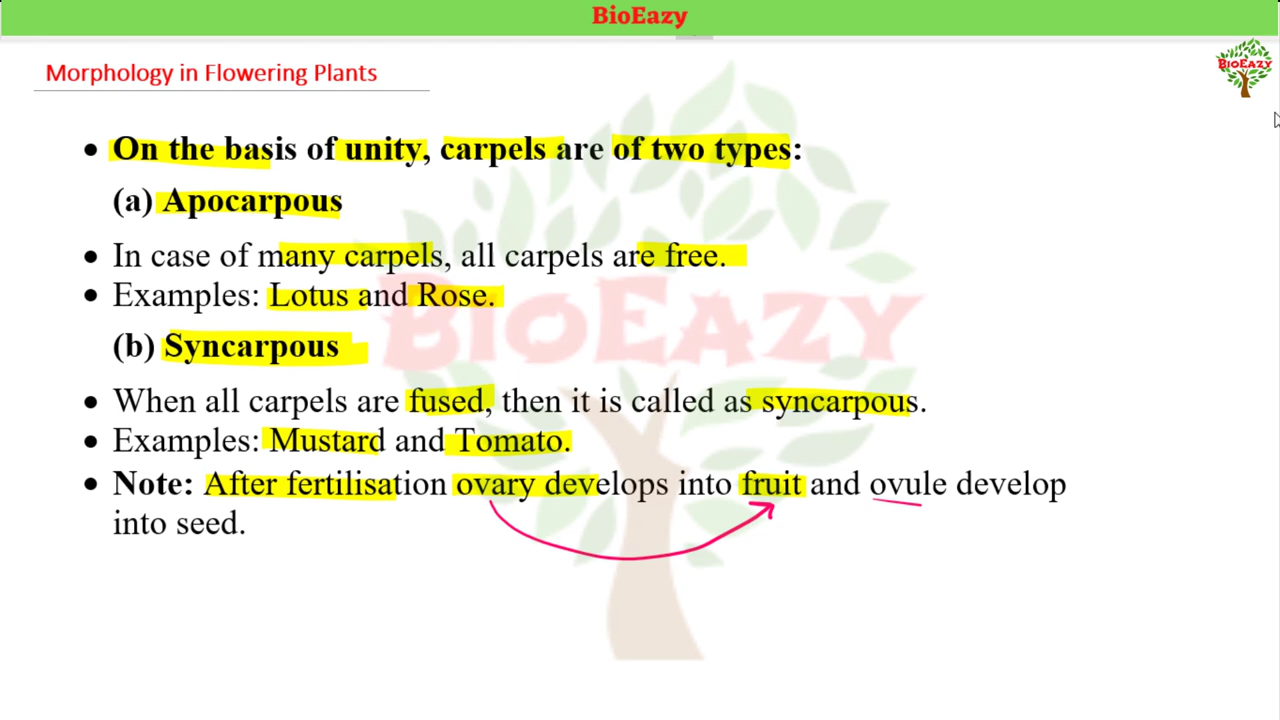 BioEazy
Morphology in Flowering Plants
BIOEAZY
• On the basis of unity, carpels are of two types:
(a) Apocarpous
• In case of many carpels, all carpels are free.
• Examples: Lotus and Rose.
BIOEAZY
(b) Syncarpous
• When all carpels are fused, then it is called as syncarpous.
• Examples: Mustard and Tomato.
• Note: After fertilisation ovary develops into fruit and ovule develop
into seed.